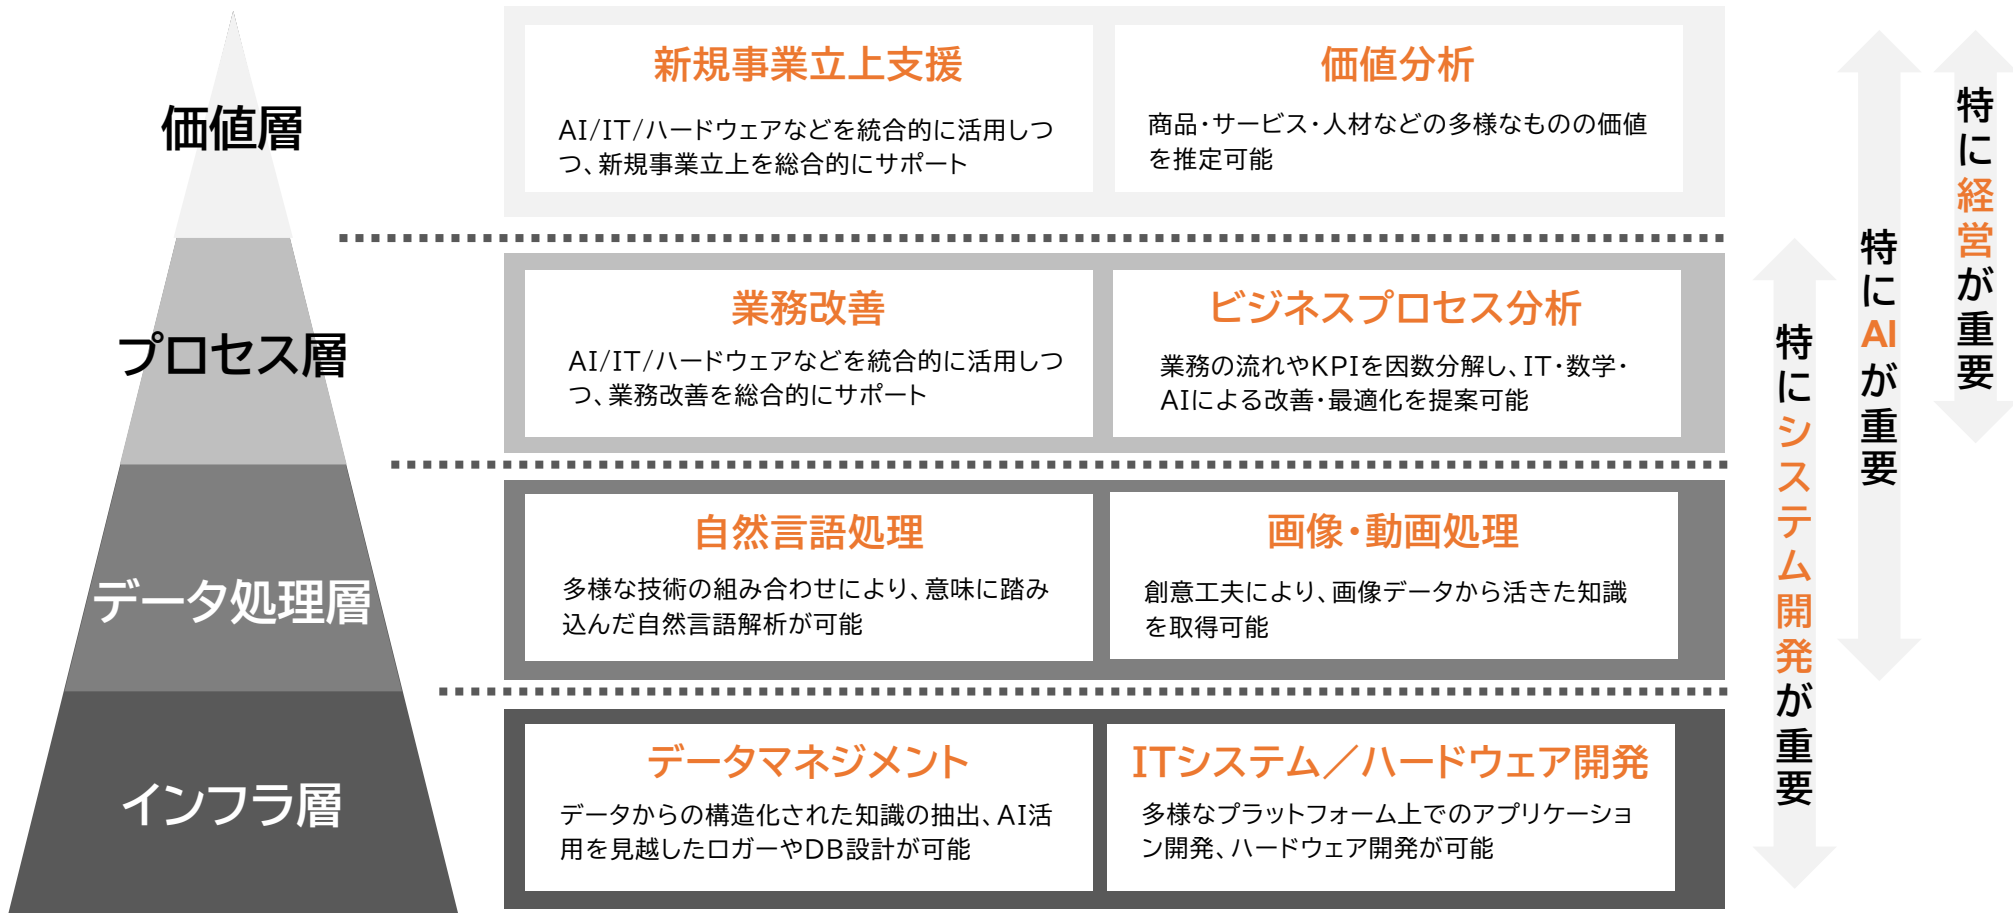 価値層
新規事業立上支援
AI/IT/ハードウェアなどを統合的に活用しつ
つ、新規事業立上を総合的にサポート
価値分析
商品・サービス・人材などの多様なものの価値
を推定可能
プロセス層
業務改善
AI/IT/ハードウェアなどを統合的に活用しつ
つ、業務改善を総合的にサポート
ビジネスプロセス分析
業務の流れやKPIを因数分解し、IT・数学・
AIによる改善・最適化を提案可能
データ処理層
自然言語処理
多様な技術の組み合わせにより、意味に踏み
込んだ自然言語解析が可能
画像・動画処理
創意工夫により、画像データから活きた知識
を取得可能
インフラ層
データマネジメント
データからの構造化された知識の抽出、AI活
用を見越したロガーやDB設計が可能
ITシステム／ハードウェア開発
多様なプラットフォーム上でのアプリケーショ
ン開発、ハードウェア開発が可能
特にシステム開発が重要
特にAIが重要
特に経営が重要